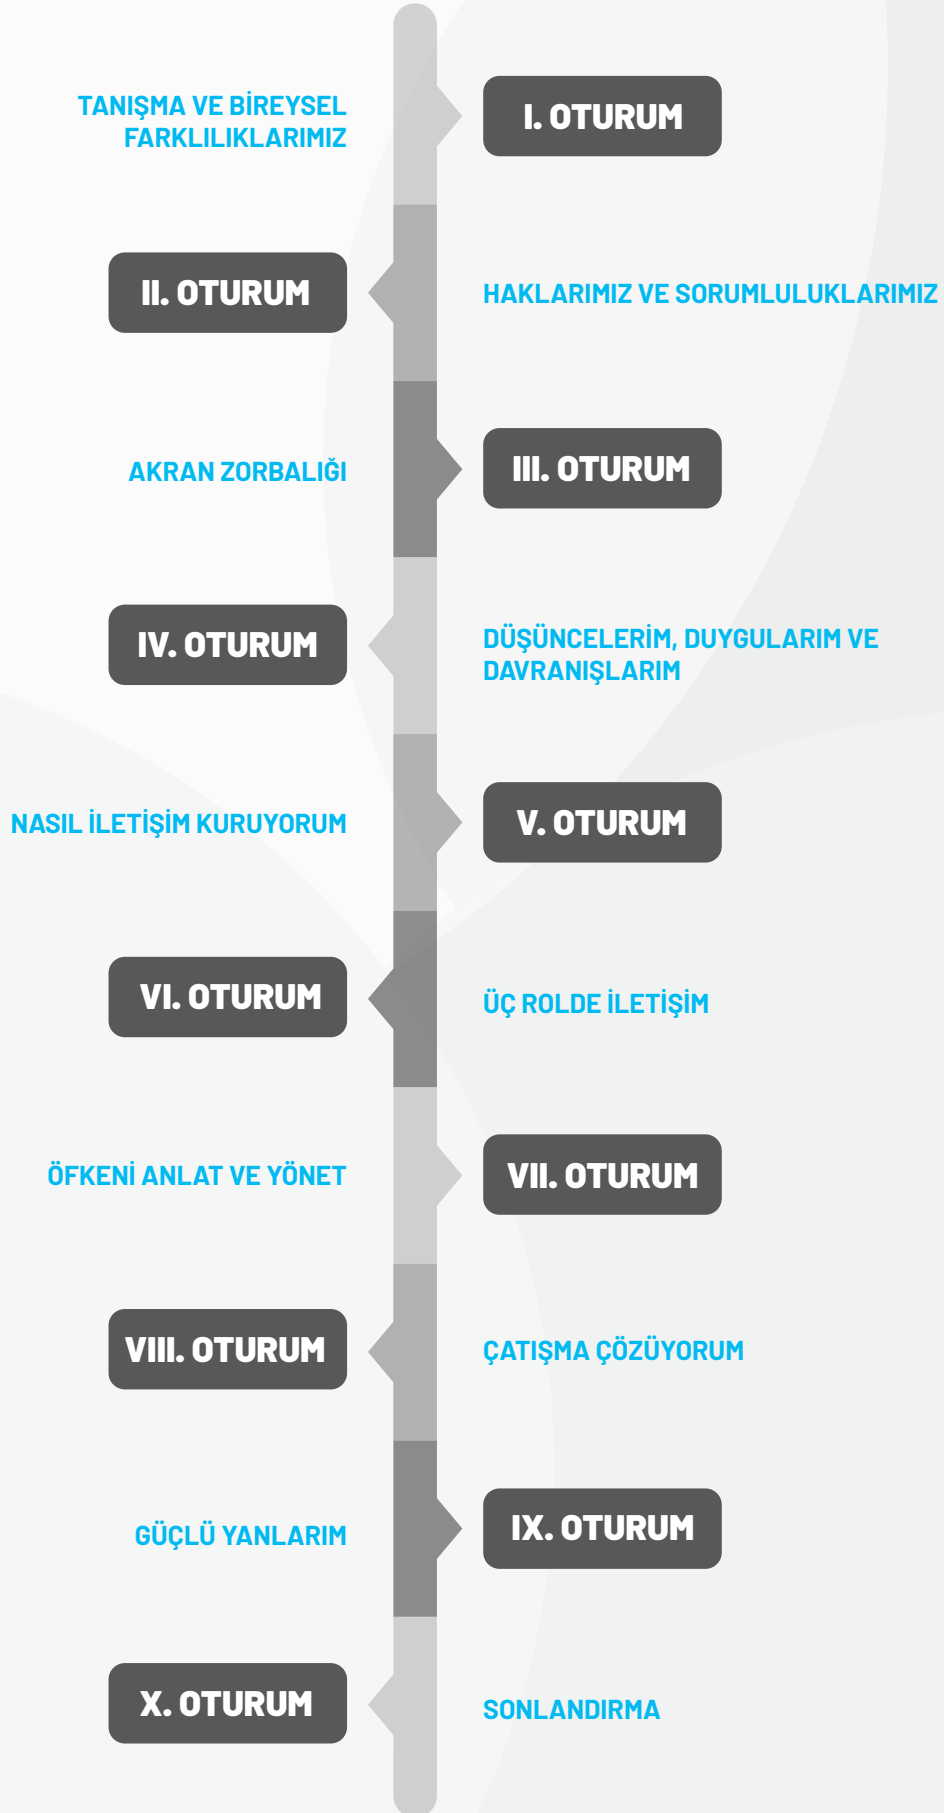 TANIŞMA VE BİREYSEL
FARKLILIKLARIMIZ
I. OTURUM
II. OTURUM
HAKLARIMIZ VE SORUMLULUKLARIMIZ
AKRAN ZORBALIĞI
III. OTURUM
IV. OTURUM
DÜŞÜNCELERİM, DUYGULARIM VE
DAVRANIŞLARIM
NASIL İLETİŞİM KURUYORUM
V. OTURUM
VI. OTURUM
ÜÇ ROLDE İLETİŞİM
ÖFKENİ ANLAT VE YÖNET
VII. OTURUM
VIII. OTURUM
ÇATIŞMA ÇÖZÜYORUM
GÜÇLÜ YANLARIM
IX. OTURUM
X. OTURUM
SONLANDIRMA